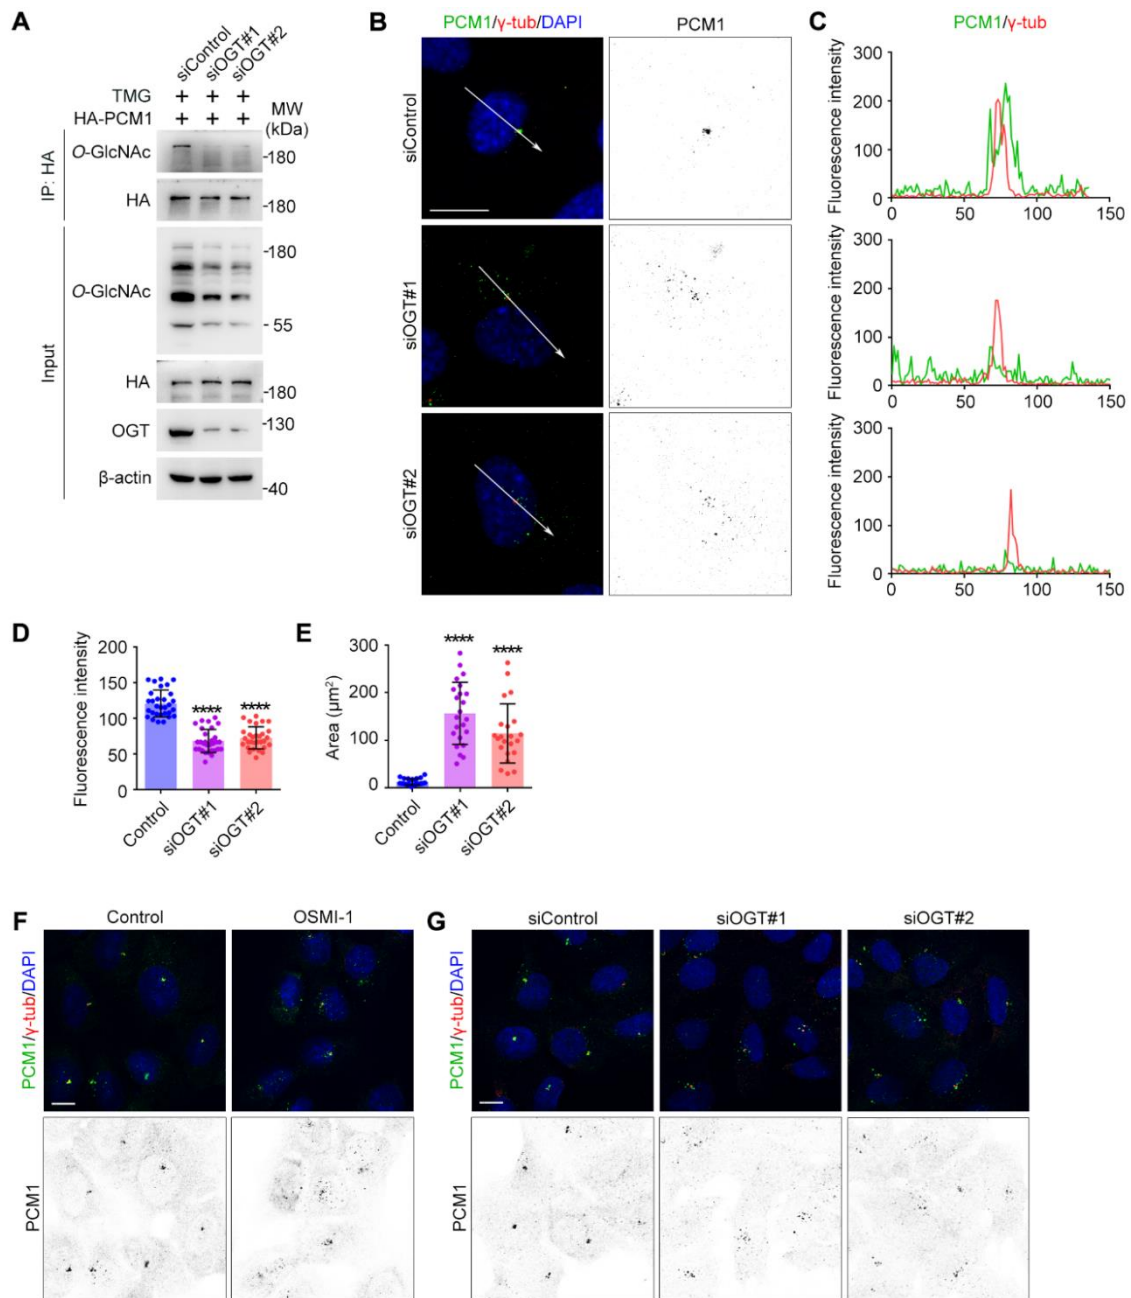 A
siControl
siOGT#1
siOGT#2
TMG + + +
HA-PCM1 + + +
MW
(kDa)
IP: HA
O-GlcNAc
-180
HA
-180
Input
O-GlcNAc
-180
- 55
HA
-180
OGT
-130
β-actin
-40
B
PCM1/γ-tub/DAPI
PCM1
siControl
siOGT#1
siOGT#2
C
PCM1/γ-tub
Fluorescence intensity
300
200
100
0
0 50 100 150
Fluorescence intensity
300
200
100
0
0 50 100 150
Fluorescence intensity
300
200
100
0
0 50 100 150
D
Fluorescence intensity
200
150
100
50
0
**** ****
Control
siOGT#1
siOGT#2
E
Area (μm²)
300
200
100
0
**** ****
Control
siOGT#1
siOGT#2
F
Control OSMI-1
PCM1/γ-tub/DAPI
PCM1
G
siControl siOGT#1 siOGT#2
PCM1/γ-tub/DAPI
PCM1